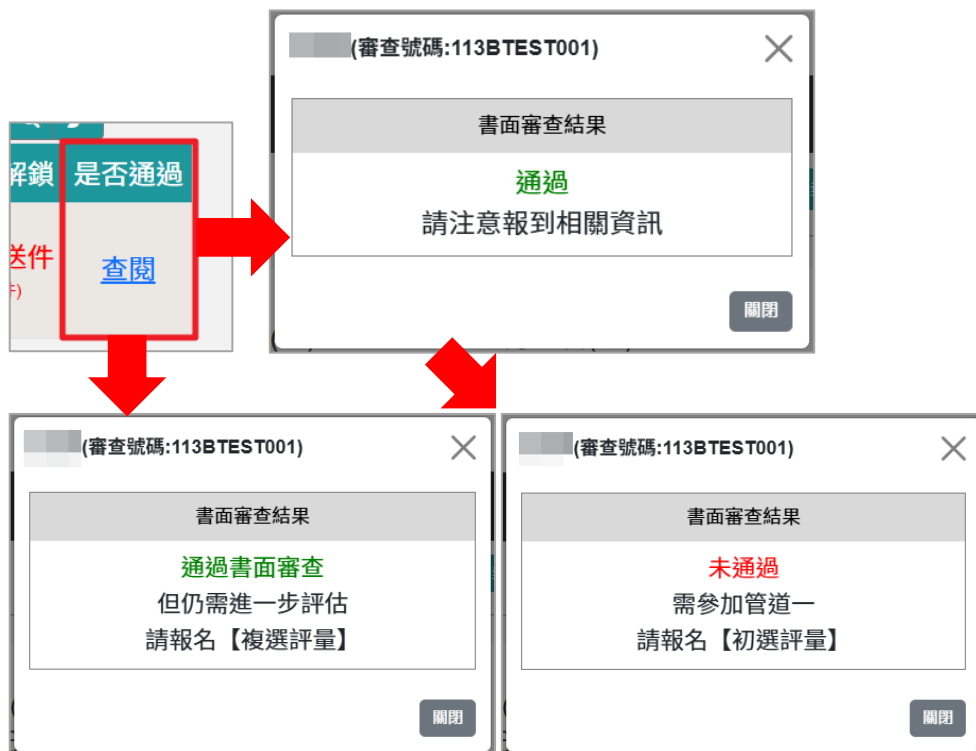 (審查號碼:113BTEST001)
書面審查結果
通過
請注意報到相關資訊
關閉
解鎖 是否通過
送件
查閱
(審查號碼:113BTEST001)
書面審查結果
通過書面審查
但仍需進一步評估
請報名【複選評量】
關閉
(審查號碼:113BTEST001)
書面審查結果
未通過
需參加管道一
請報名【初選評量】
關閉